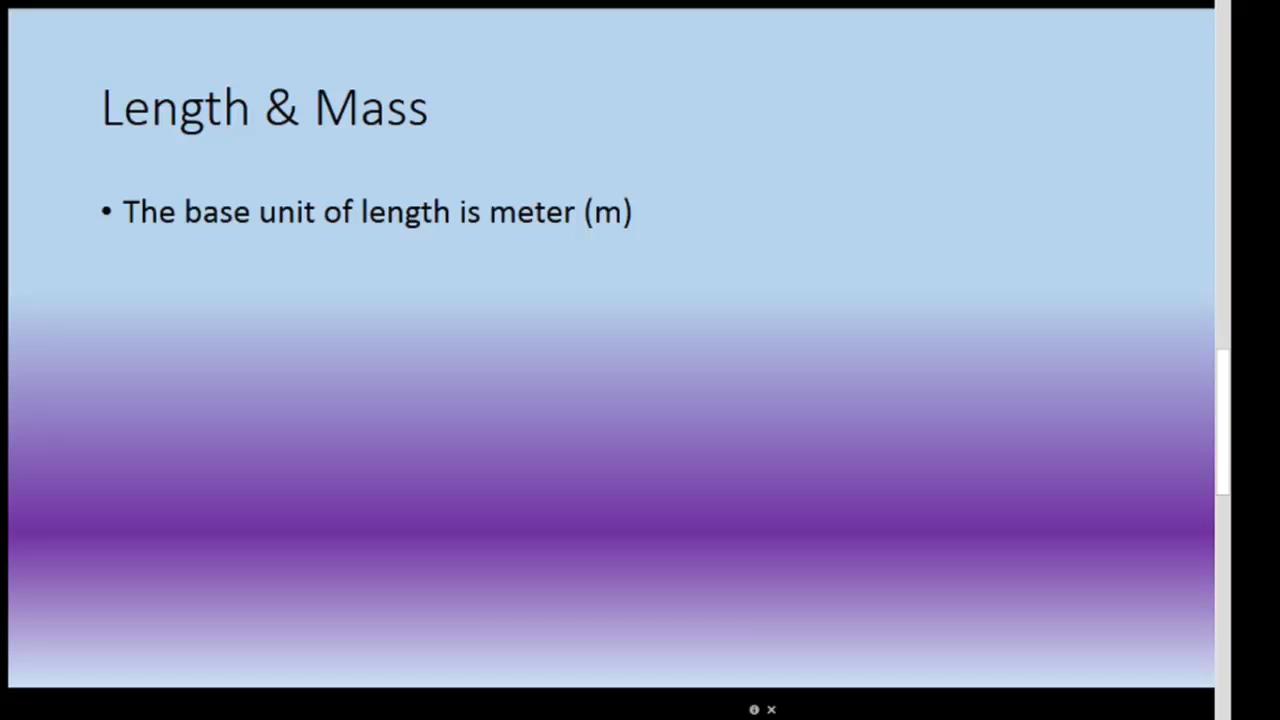 Length & Mass
• The base unit of length is meter (m)